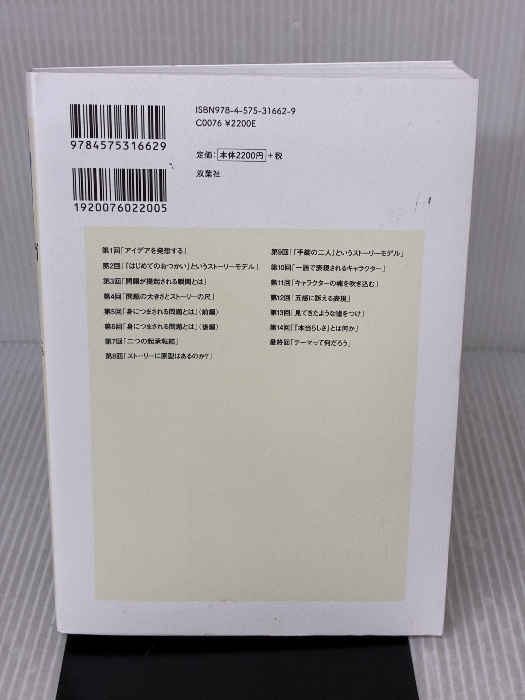 ISBN978-4-575-31662-9
C0076 ¥2200E
9784575316629
定価:本体2200円+税
双葉社
1920076022005
第1回「アイデアを発想する」
第2回「『はじめてのおつかい』というストーリーモデル」
第3回「問題が提起される瞬間とは」
第4回「問題の大きさとストーリーの尺」
第5回「身につまされる問題とは」(前編)
第6回「身につまされる問題とは」(後編)
第7回「二つの起承転結」
第8回「ストーリーに原型はあるのか?」
第9回「『手錠の二人』というストーリーモデル」
第10回「一語で表現されるキャラクター」
第11回「キャラクターの魂を吹き込む」
第12回「五感に訴える表現」
第13回「見てきたような嘘をつけ」
第14回「『本当らしさ』とは何か」
最終回「テーマって何だろう」